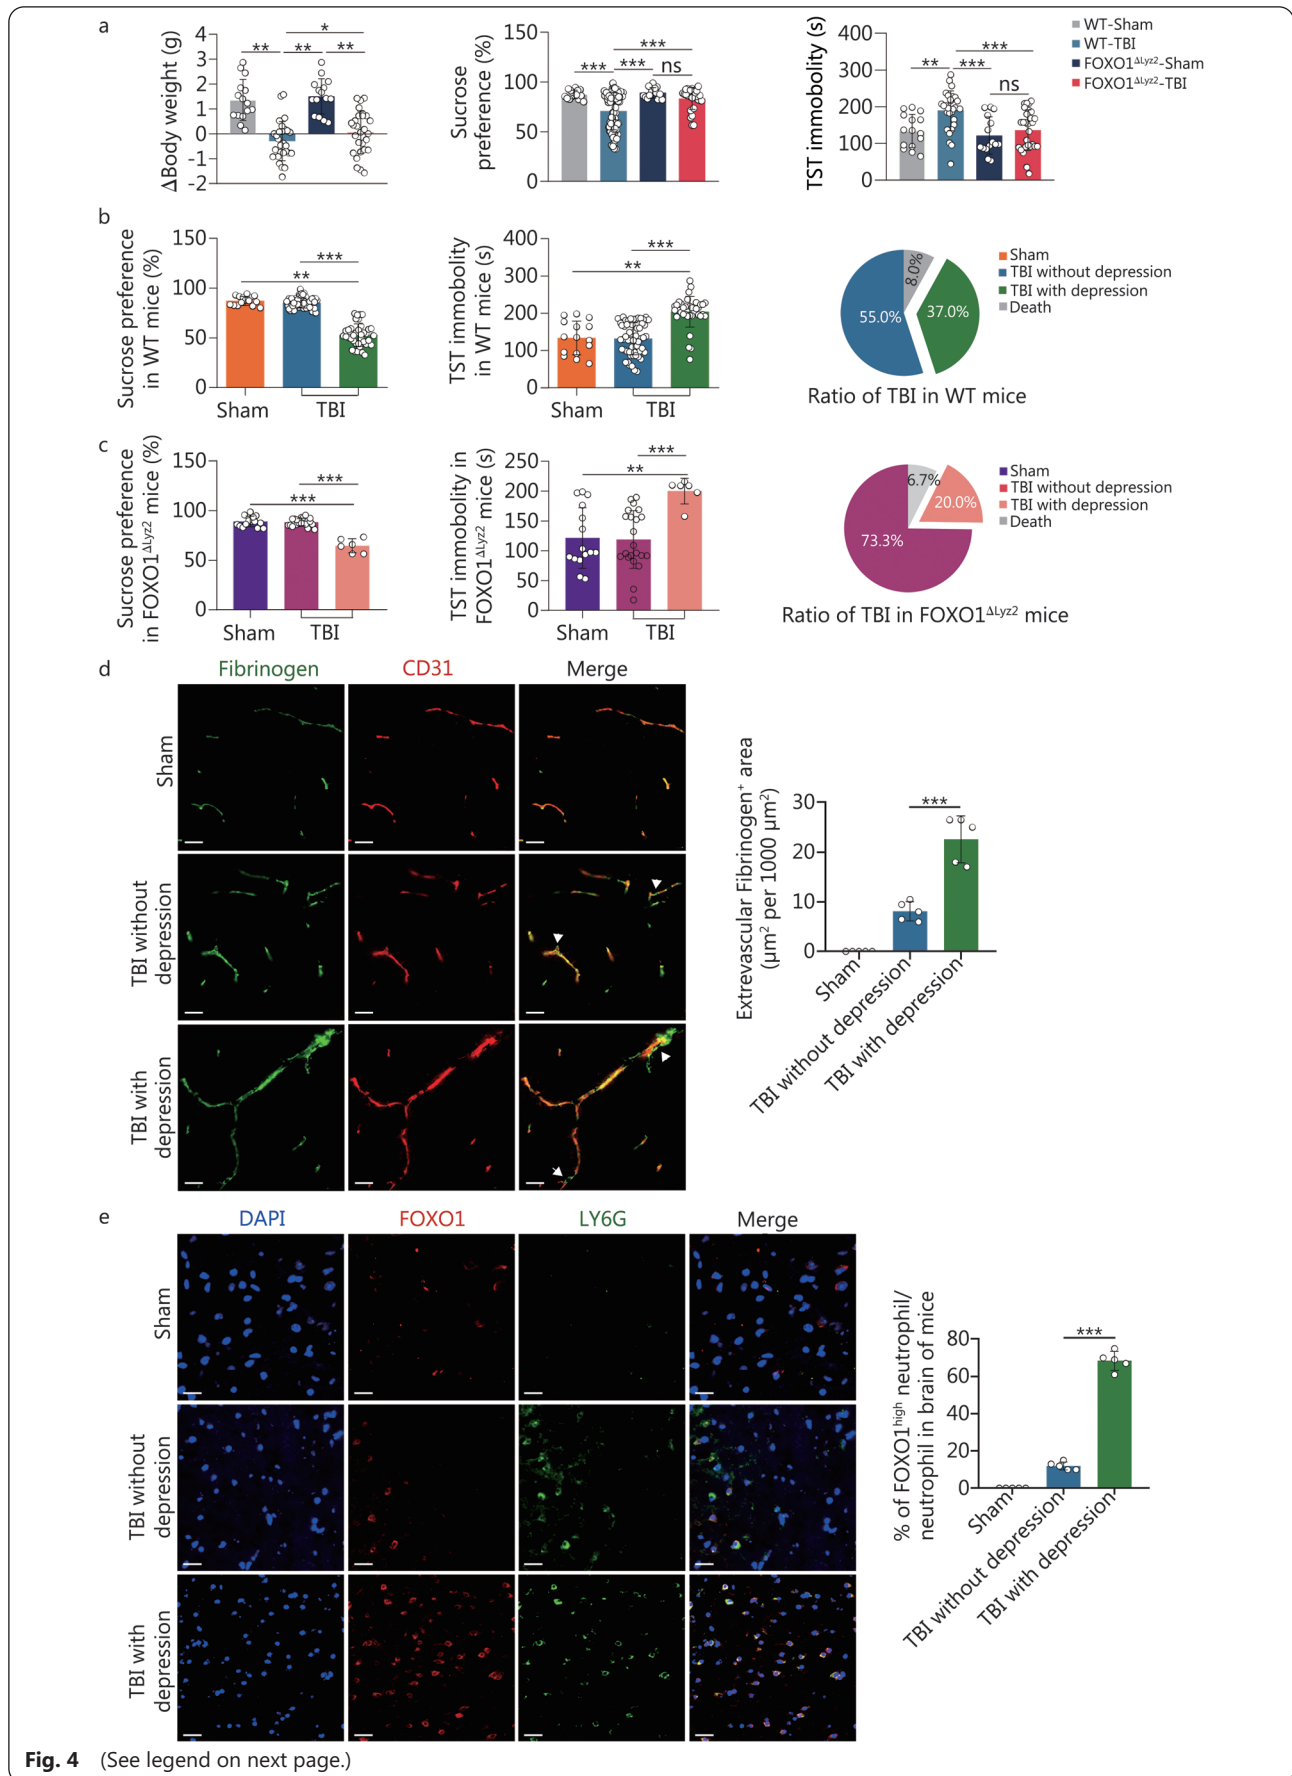 a
ΔBody weight (g)
4
3
2
1
0
-1
-2
**
**
*
**
Sucrose
preference (%)
150
100
50
0
***
***
***
ns
TST immobolity (s)
400
300
200
100
0
**
***
***
ns
WT-Sham
WT-TBI
FOXO1ΔLyz2-Sham
FOXO1ΔLyz2-TBI
b
Sucrose preference
in WT mice (%)
150
100
50
0
***
**
Sham
TBI
TST immobolity
in WT mice (s)
400
300
200
100
0
***
**
Sham
TBI
8.0%
55.0%
37.0%
Sham
TBI without depression
TBI with depression
Death
Ratio of TBI in WT mice
c
Sucrose preference
in FOXO1ΔLyz2 mice (%)
150
100
50
0
***
***
Sham
TBI
TST immobolity in
FOXO1ΔLyz2 mice (s)
250
200
150
100
50
0
***
**
Sham
TBI
6.7%
20.0%
73.3%
Sham
TBI without depression
TBI with depression
Death
Ratio of TBI in FOXO1ΔLyz2 mice
d
Fibrinogen
CD31
Merge
Sham
TBI without
depression
TBI with
depression
Extrevascular Fibrinogen+ area
(μm2 per 1000 μm2)
30
20
10
0
***
Sham
TBI without depression
TBI with depression
e
DAPI
FOXO1
LY6G
Merge
Sham
TBI without
depression
TBI with
depression
% of FOXO1high neutrophil/
neutrophil in brain of mice
80
60
40
20
0
***
Sham
TBI without depression
TBI with depression
Fig. 4 (See legend on next page.)